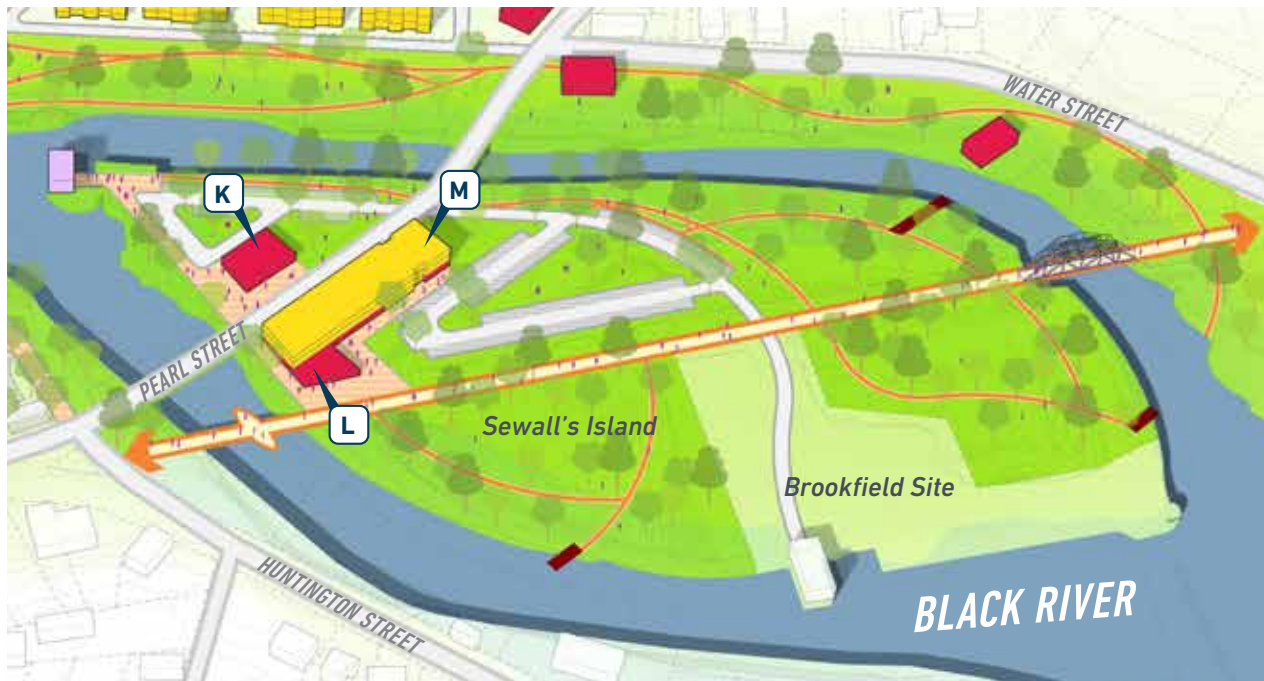 WATER STREET
K
M
PEARL STREET
L
Sewall's Island
Brookfield Site
HUNTINGTON STREET
BLACK RIVER